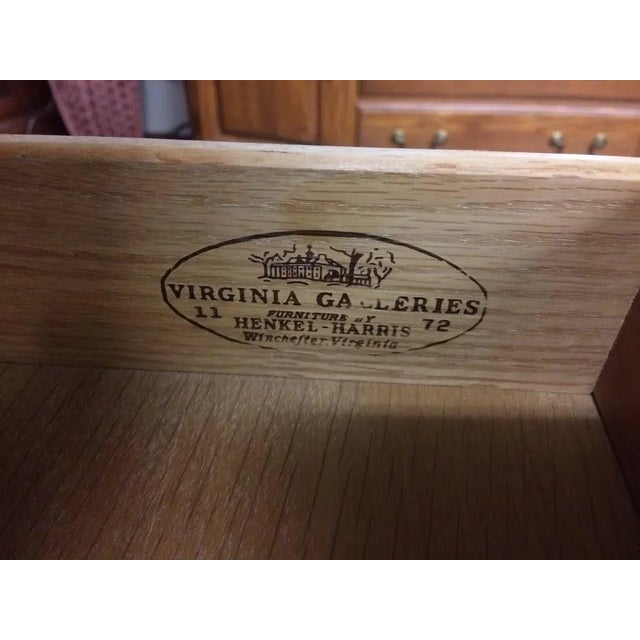 VIRGINIA GALLERIES
11 FURNITURE BY 72
HENKEL-HARRIS
Winchester, Virginia